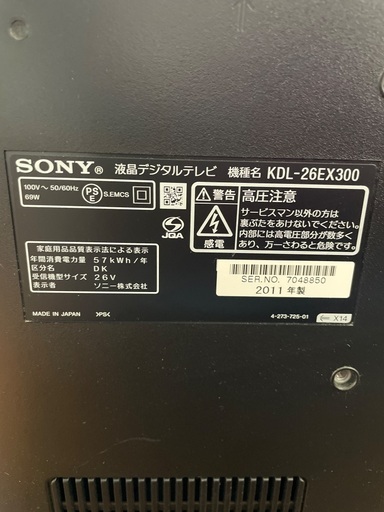 SONY® 液晶デジタルテレビ 機種名 KDL-26EX300
100V～ 50/60Hz
69W
PS
E
S.EMCS
JQA
警告 高圧注意
感電
サービスマン以外の方は
裏ぶたをあけないでください。
内部には高電圧部分が数多く
あり、万一さわると危険です。
家庭用品品質表示法による表示
年間消費電力量 57kWh/年
区分名 DK
受信機型サイズ 26V
表示者 ソニー株式会社
SER.NO. 7048850
2011年製
MADE IN JAPAN >PS<
4-273-725-01
X14